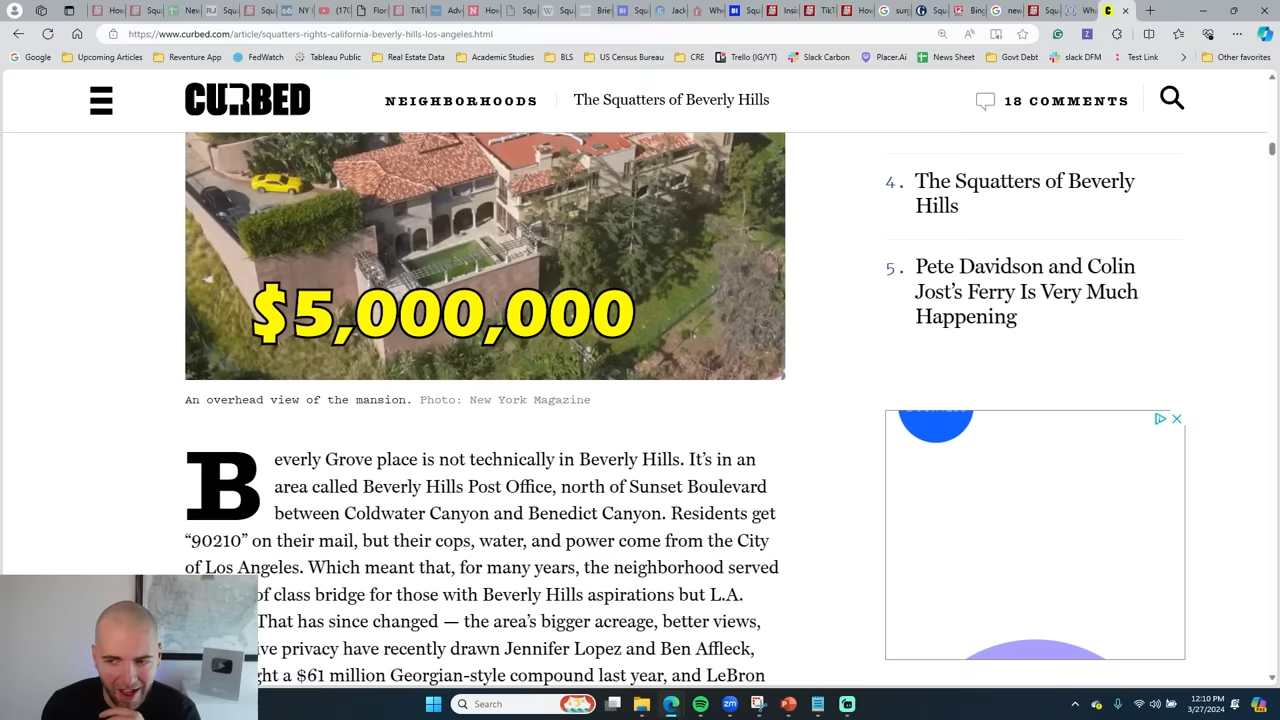 https://www.curbed.com/article/squatters-rights-california-beverly-hills-los-angeles.html
Google
Upcoming Articles
Reventure App
FedWatch
Tableau Public
Real Estate Data
Academic Studies
BLS
US Census Bureau
CRE
Trello (IG/YT)
Slack Carbon
Placer.Ai
News Sheet
Govt Debt
slack DFM
Test Link
Other favorites
CURBED
NEIGHBORHOODS
The Squatters of Beverly Hills
18 COMMENTS
$5,000,000
An overhead view of the mansion. Photo: New York Magazine
Beverly Grove place is not technically in Beverly Hills. It’s in an
area called Beverly Hills Post Office, north of Sunset Boulevard
between Coldwater Canyon and Benedict Canyon. Residents get
“90210” on their mail, but their cops, water, and power come from the City
of Los Angeles. Which meant that, for many years, the neighborhood served
of class bridge for those with Beverly Hills aspirations but L.A.
That has since changed — the area’s bigger acreage, better views,
ive privacy have recently drawn Jennifer Lopez and Ben Affleck,
ght a $61 million Georgian-style compound last year, and LeBron
4. The Squatters of Beverly
Hills
5. Pete Davidson and Colin
Jost’s Ferry Is Very Much
Happening
Search
12:10 PM
3/27/2024